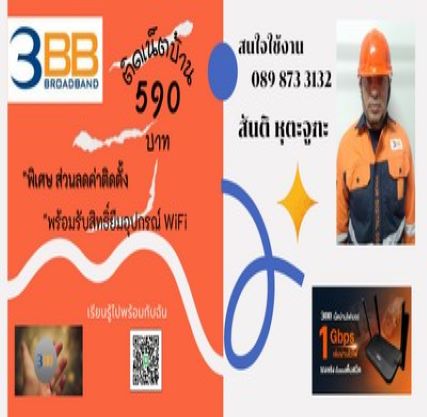 3BB
BROADBAND
ติดเน็ตบ้าน
590
บาท
"พิเศษ ส่วนลดค่าติดตั้ง
"พร้อมรับสิทธิ์ยืมอุปกรณ์ WiFi
เรียนรู้ไปพร้อมกับฉัน
3BB
สนใจใช้งาน
089 873 3132
สันติ หุตะจูฑะ
3BB
1 Gbps